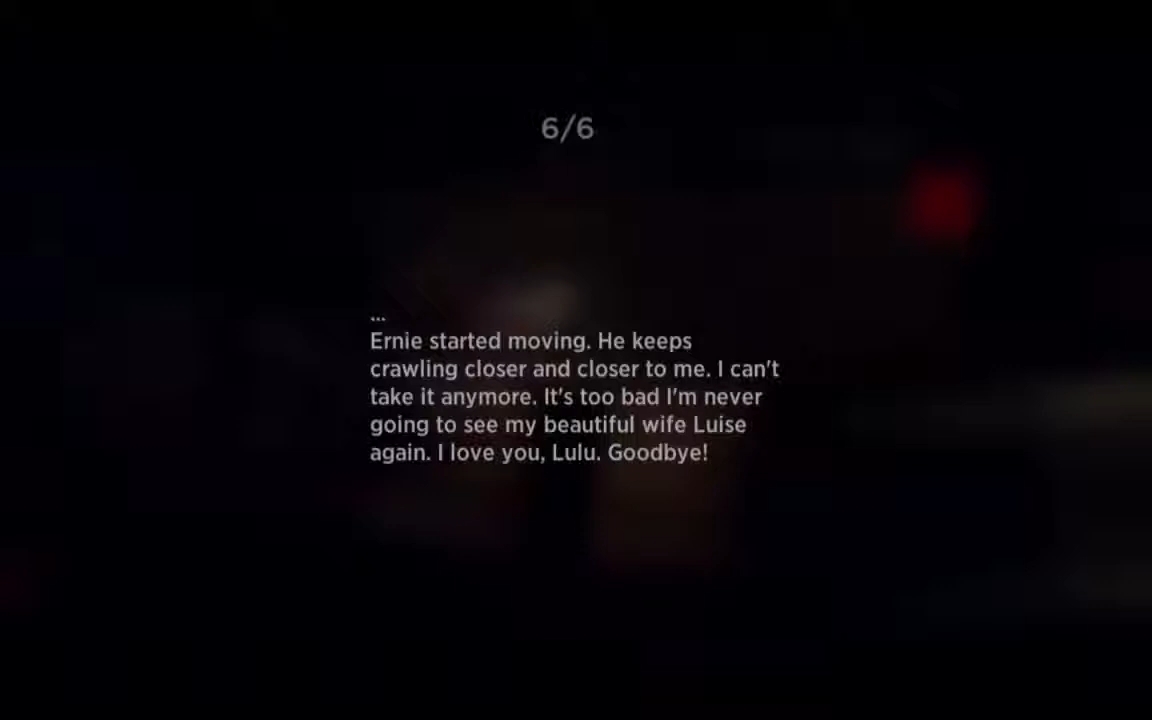 6/6
...
Ernie started moving. He keeps
crawling closer and closer to me. I can't
take it anymore. It's too bad I'm never
going to see my beautiful wife Luise
again. I love you, Lulu. Goodbye!